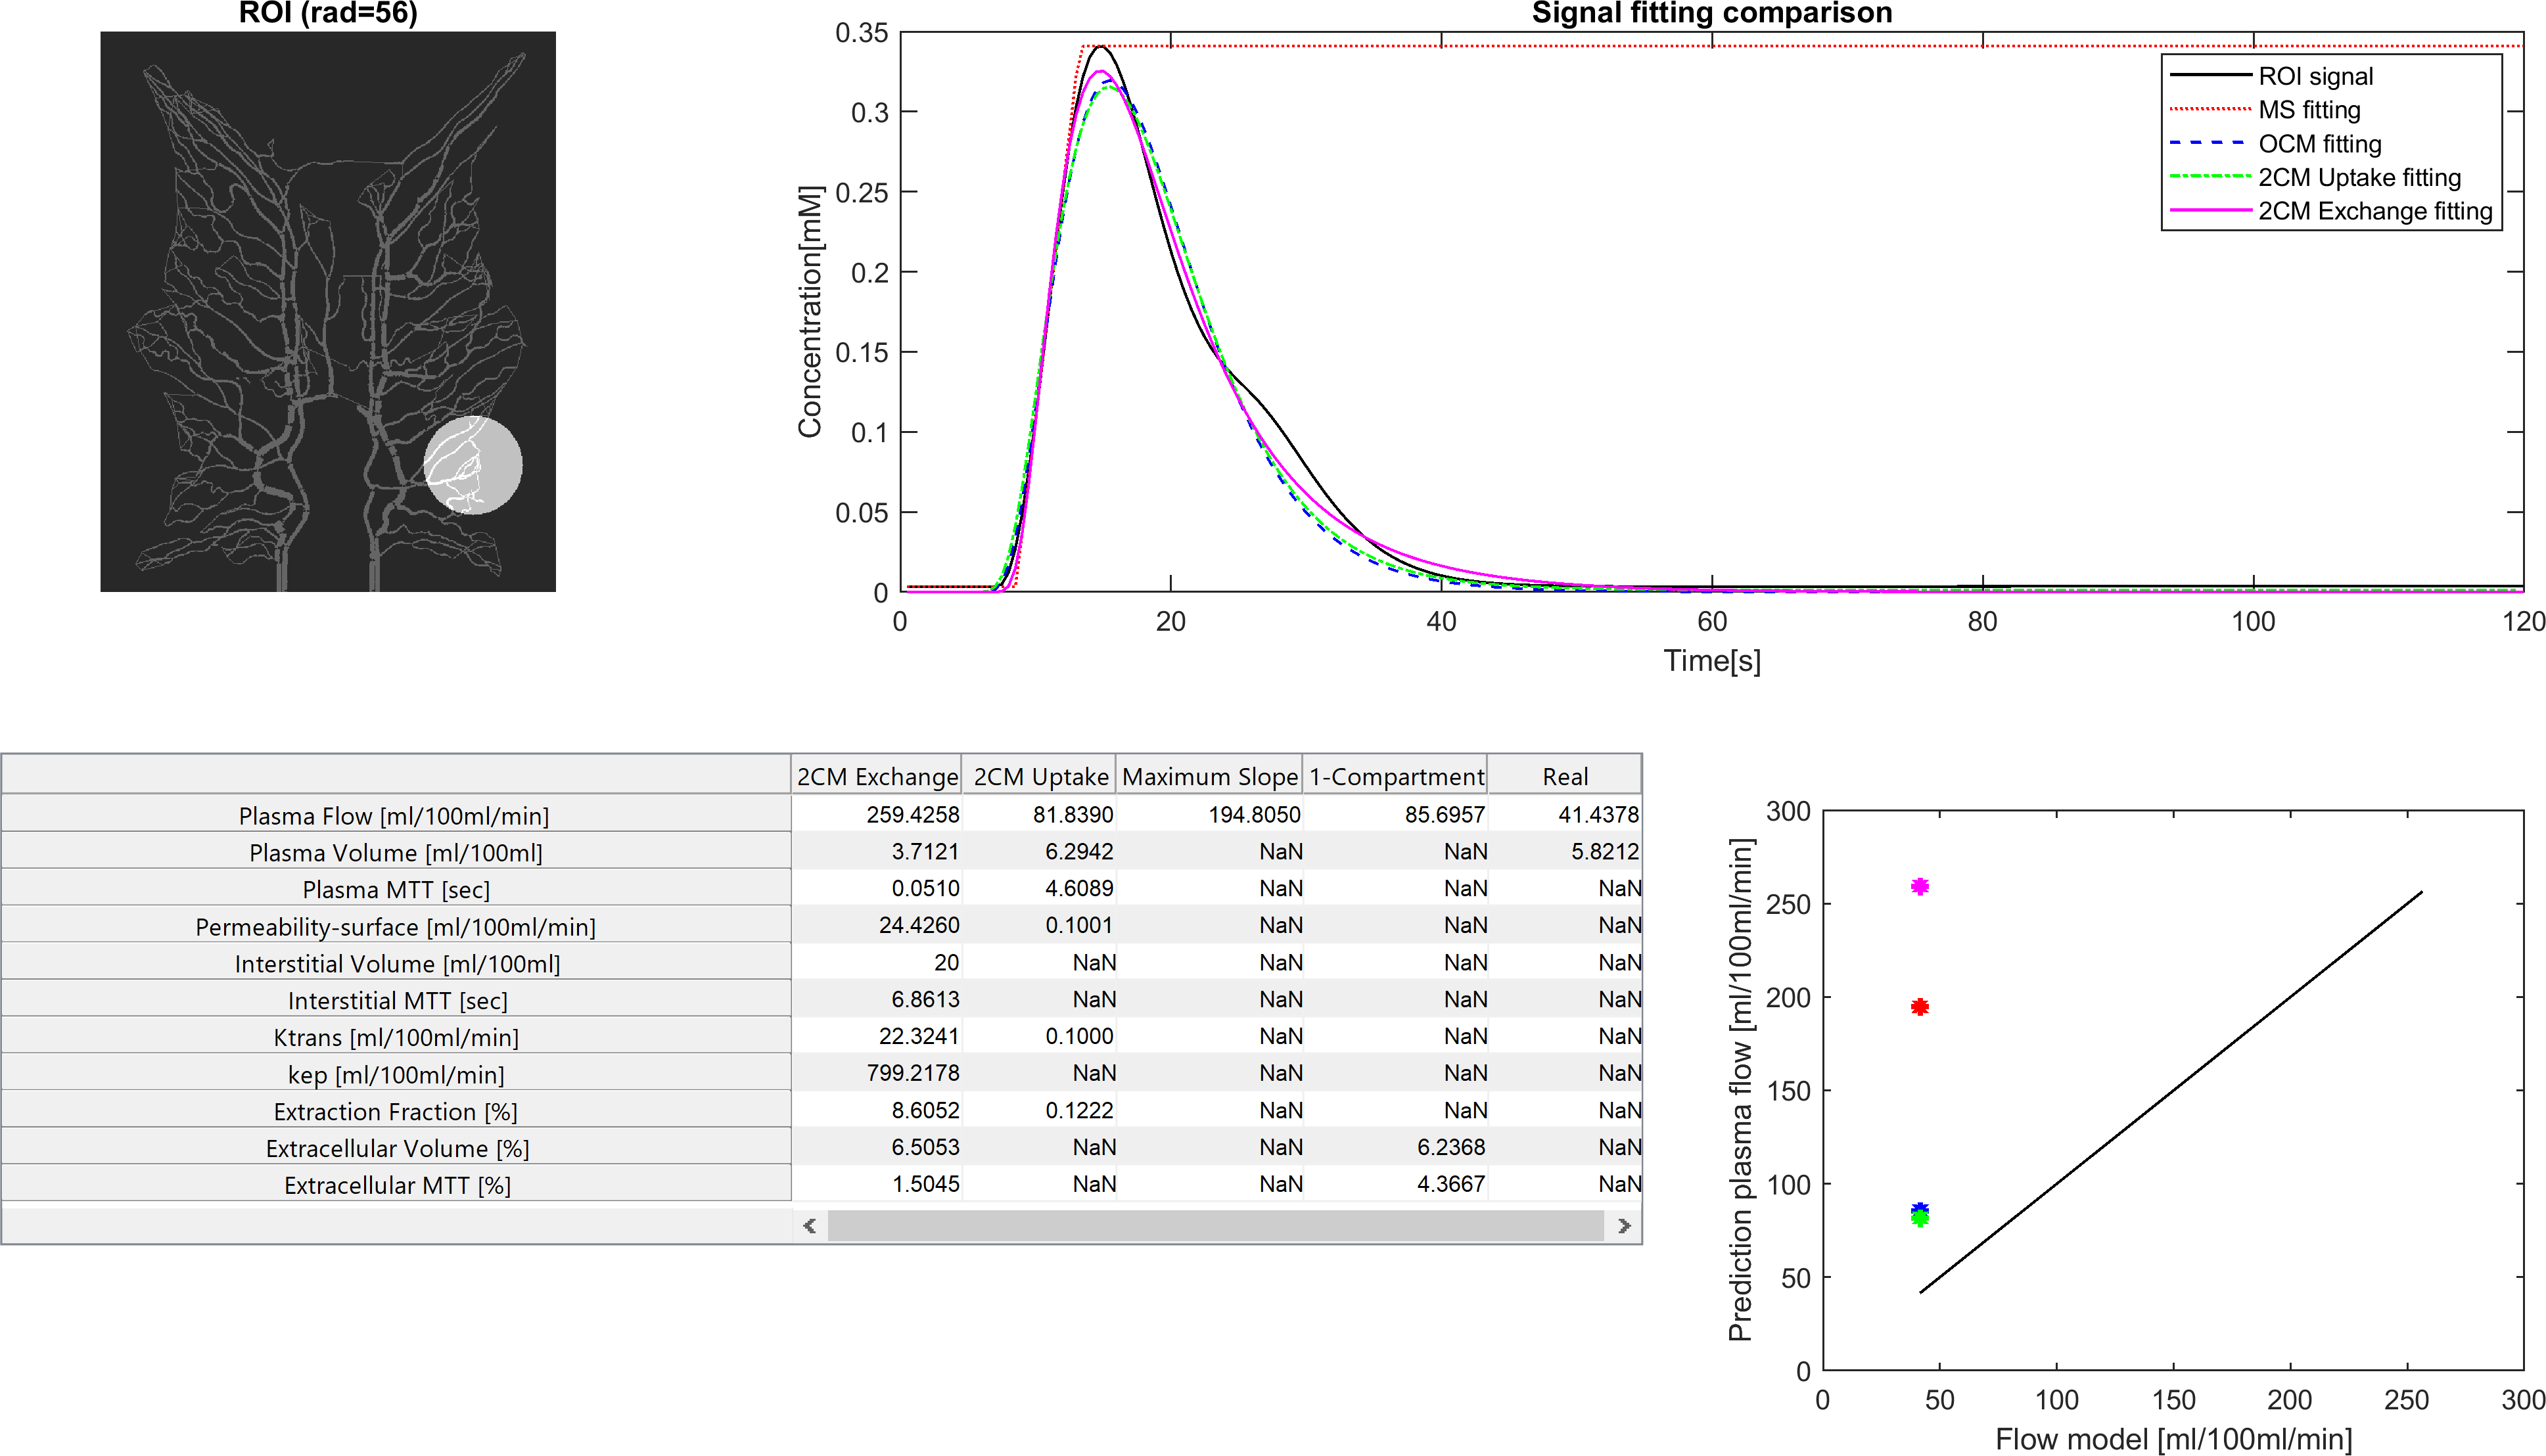 ROI (rad=56)
Signal fitting comparison
0.35
0.3
0.25
0.2
0.15
0.1
0.05
0
Concentration[mM]
0 20 40 60 80 100 120
Time[s]
ROI signal
MS fitting
OCM fitting
2CM Uptake fitting
2CM Exchange fitting
2CM Exchange 2CM Uptake Maximum Slope 1-Compartment Real
Plasma Flow [ml/100ml/min] 259.4258 81.8390 194.8050 85.6957 41.4378
Plasma Volume [ml/100ml] 3.7121 6.2942 NaN NaN 5.8212
Plasma MTT [sec] 0.0510 4.6089 NaN NaN NaN
Permeability-surface [ml/100ml/min] 24.4260 0.1001 NaN NaN NaN
Interstitial Volume [ml/100ml] 20 NaN NaN NaN NaN
Interstitial MTT [sec] 6.8613 NaN NaN NaN NaN
Ktrans [ml/100ml/min] 22.3241 0.1000 NaN NaN NaN
kep [ml/100ml/min] 799.2178 NaN NaN NaN NaN
Extraction Fraction [%] 8.6052 0.1222 NaN NaN NaN
Extracellular Volume [%] 6.5053 NaN NaN 6.2368 NaN
Extracellular MTT [%] 1.5045 NaN NaN 4.3667 NaN
300
250
200
150
100
50
0
Prediction plasma flow [ml/100ml/min]
0 50 100 150 200 250 300
Flow model [ml/100ml/min]